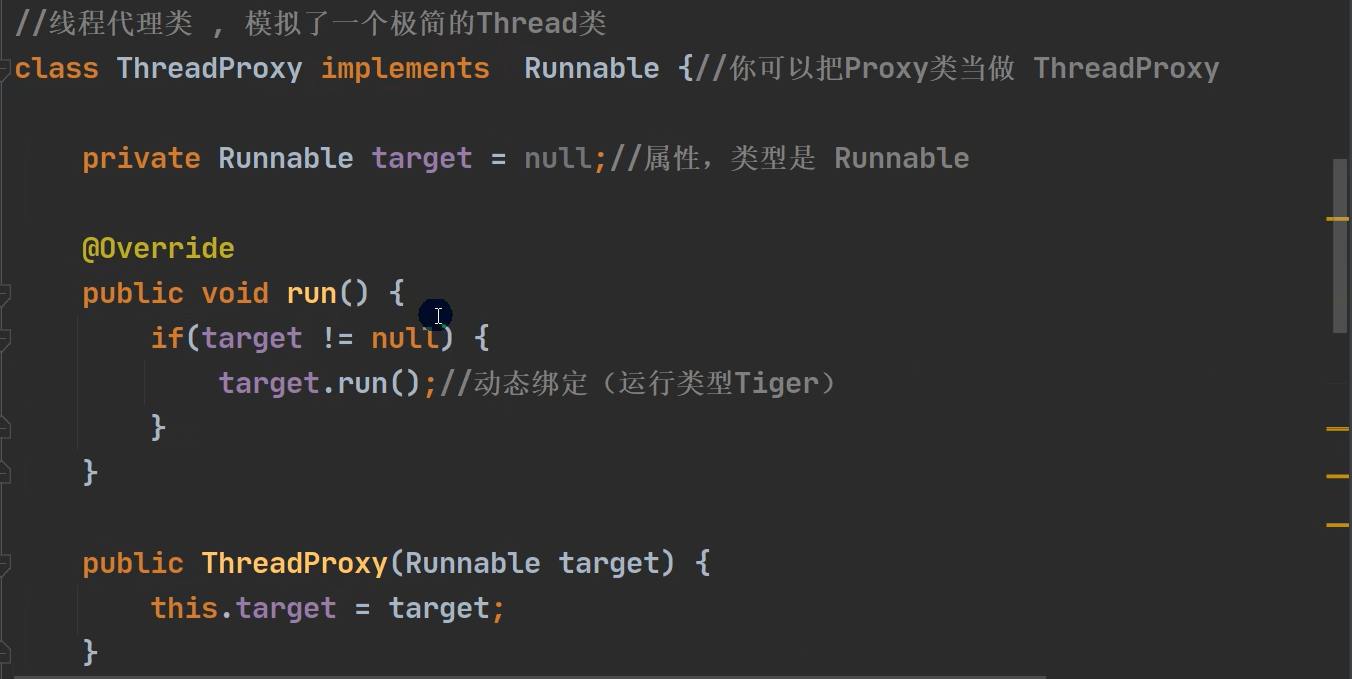 //线程代理类 , 模拟了一个极简的Thread类
class ThreadProxy implements  Runnable {//你可以把Proxy类当做 ThreadProxy
private Runnable target = null;//属性，类型是 Runnable
@Override
public void run() {
if(target != null) {
target.run();//动态绑定（运行类型Tiger）
}
}
public ThreadProxy(Runnable target) {
this.target = target;
}